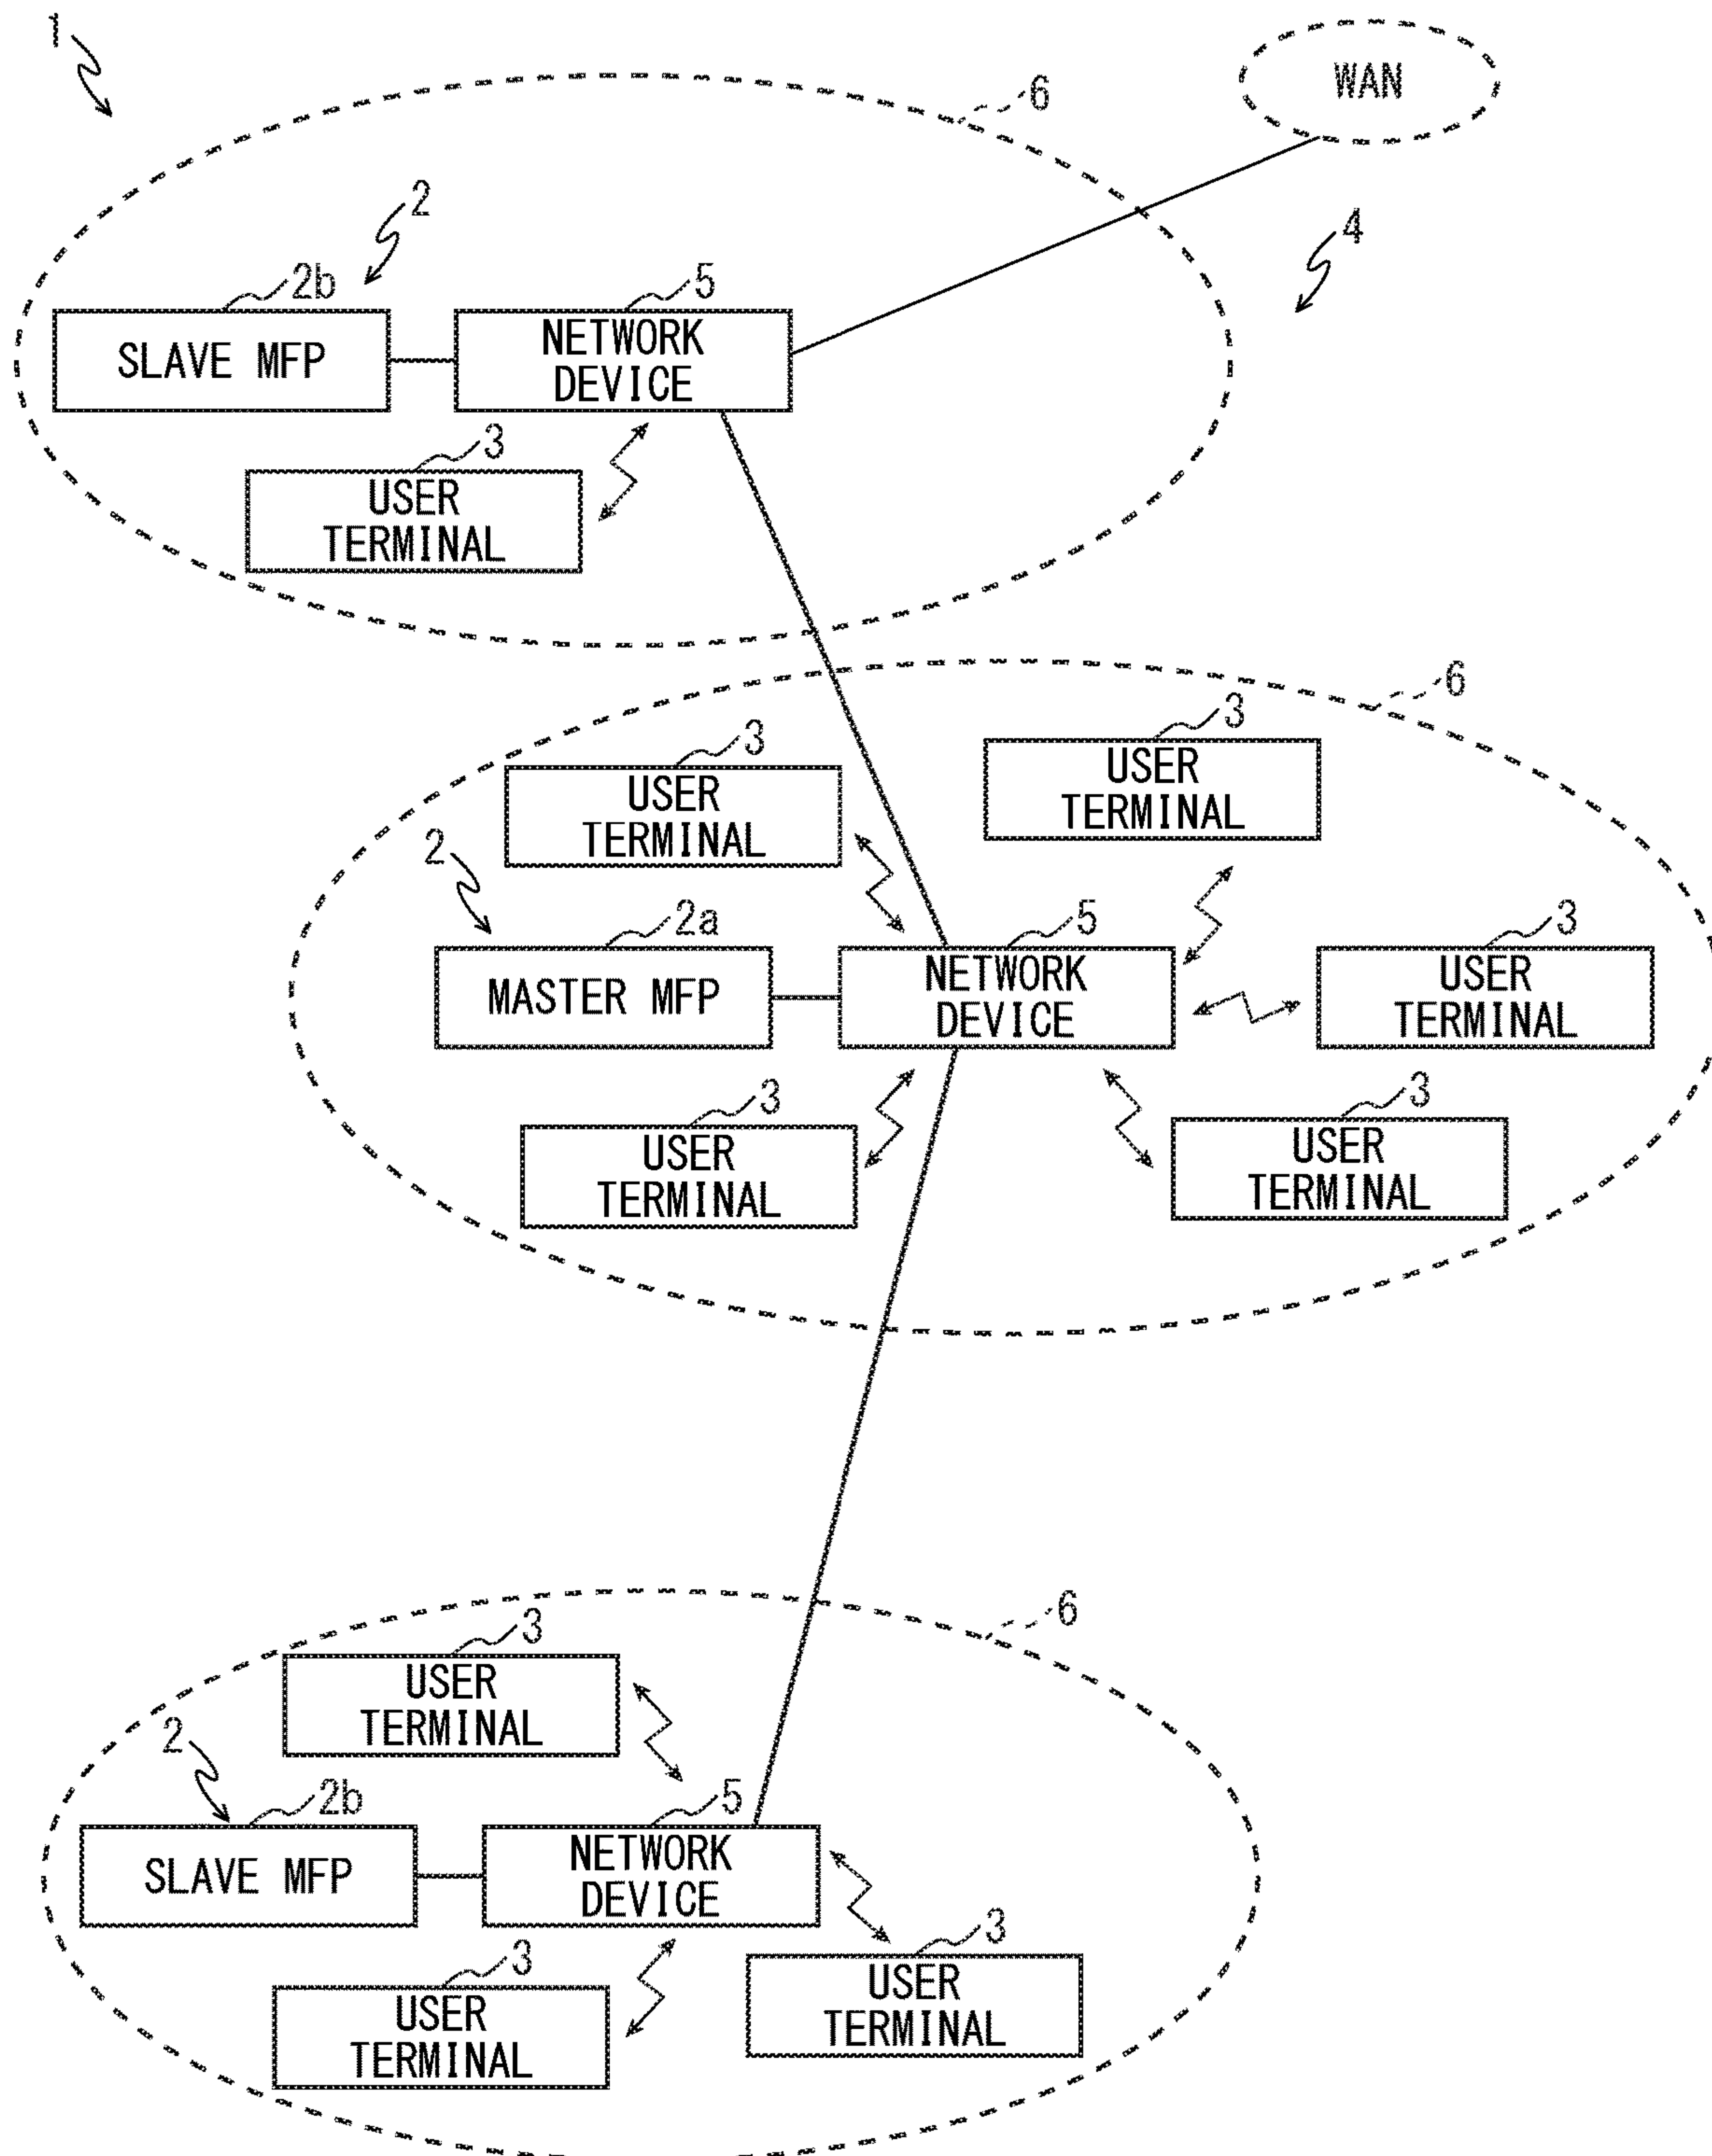 1
WAN
6
2
4
2b
5
SLAVE MFP
NETWORK
DEVICE
3
USER
TERMINAL
6
3
USER
TERMINAL
3
USER
TERMINAL
2
2a
5
3
MASTER MFP
NETWORK
DEVICE
USER
TERMINAL
3
USER
TERMINAL
3
USER
TERMINAL
6
3
USER
TERMINAL
2
2b
5
SLAVE MFP
NETWORK
DEVICE
3
USER
TERMINAL
3
USER
TERMINAL